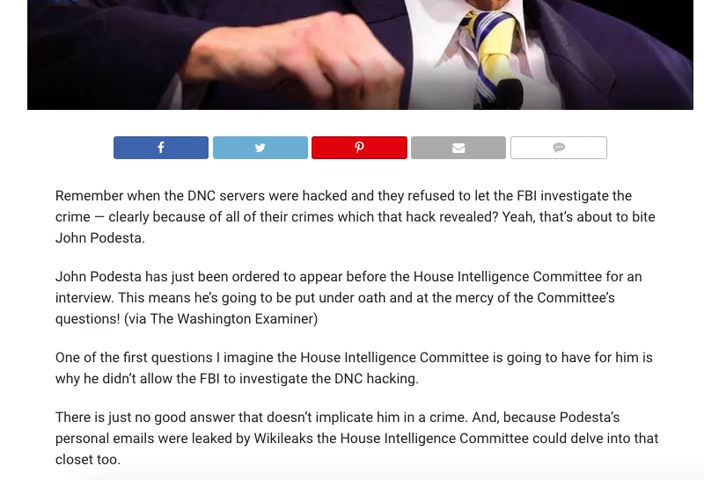 Remember when the DNC servers were hacked and they refused to let the FBI investigate the
crime — clearly because of all of their crimes which that hack revealed? Yeah, that’s about to bite
John Podesta.
John Podesta has just been ordered to appear before the House Intelligence Committee for an
interview. This means he’s going to be put under oath and at the mercy of the Committee’s
questions! (via The Washington Examiner)
One of the first questions I imagine the House Intelligence Committee is going to have for him is
why he didn’t allow the FBI to investigate the DNC hacking.
There is just no good answer that doesn’t implicate him in a crime. And, because Podesta’s
personal emails were leaked by Wikileaks the House Intelligence Committee could delve into that
closet too.